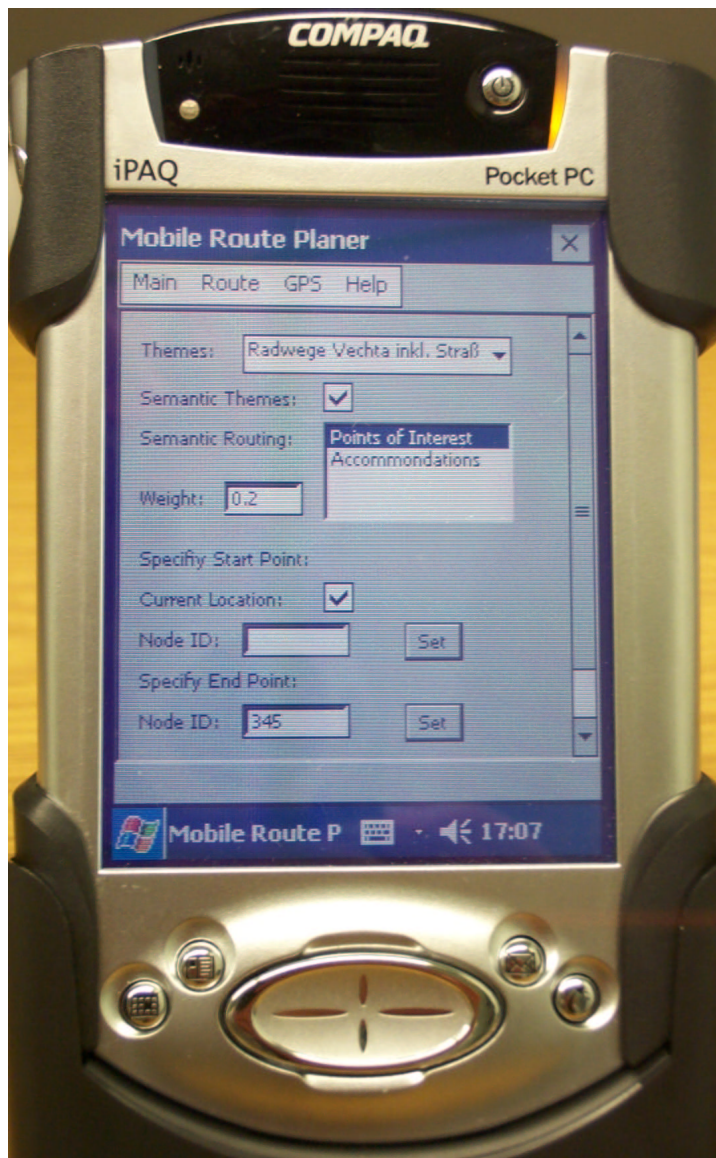 COMPAQ
iPAQ Pocket PC
Mobile Route Planer
Main Route GPS Help
Themes: Radwege Vechta inkl. Straß
Semantic Themes:
Semantic Routing: Points of Interest
Accommondations
Weight: 0.2
Specifiy Start Point:
Current Location:
Node ID: Set
Specify End Point:
Node ID: 345 Set
Mobile Route P 17:07